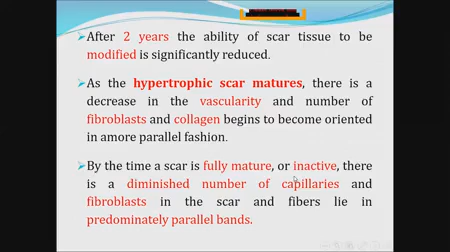 After 2 years the ability of scar tissue to be
modified is significantly reduced.
As the hypertrophic scar matures, there is a
decrease in the vascularity and number of
fibroblasts and collagen begins to become oriented
in amore parallel fashion.
By the time a scar is fully mature, or inactive, there
is a diminished number of capillaries and
fibroblasts in the scar and fibers lie in
predominately parallel bands.